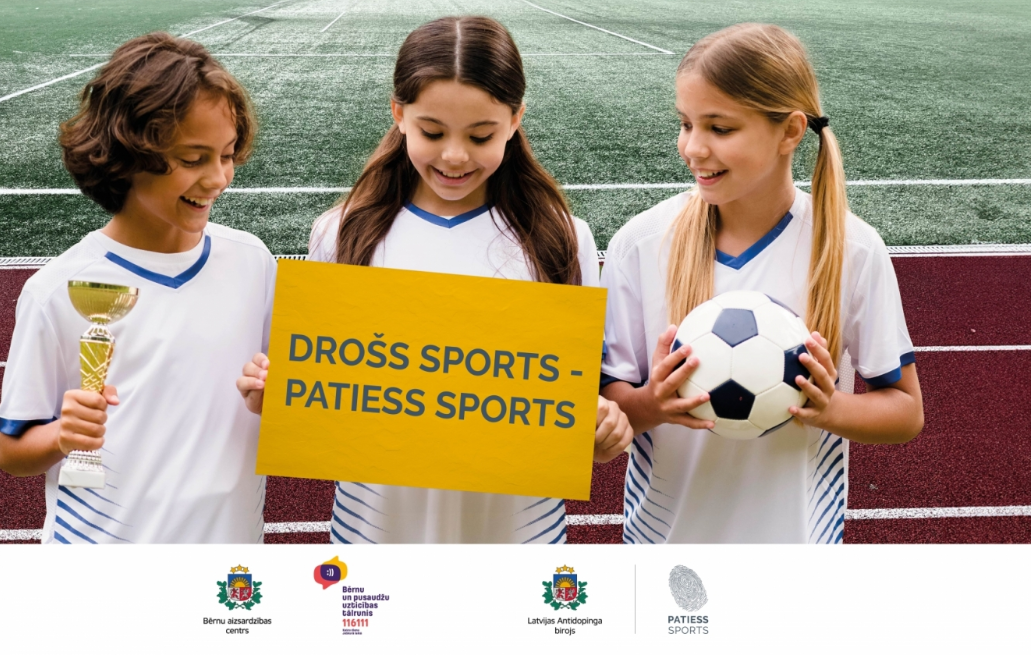 DROŠS SPORTS -
PATIESS SPORTS
Bērnu aizsardzības
centrs
Bērnu
un pusaudžu
uzticības
tālrunis
116111
Latvijas Antidopinga
birojs
PATIESS
SPORTS